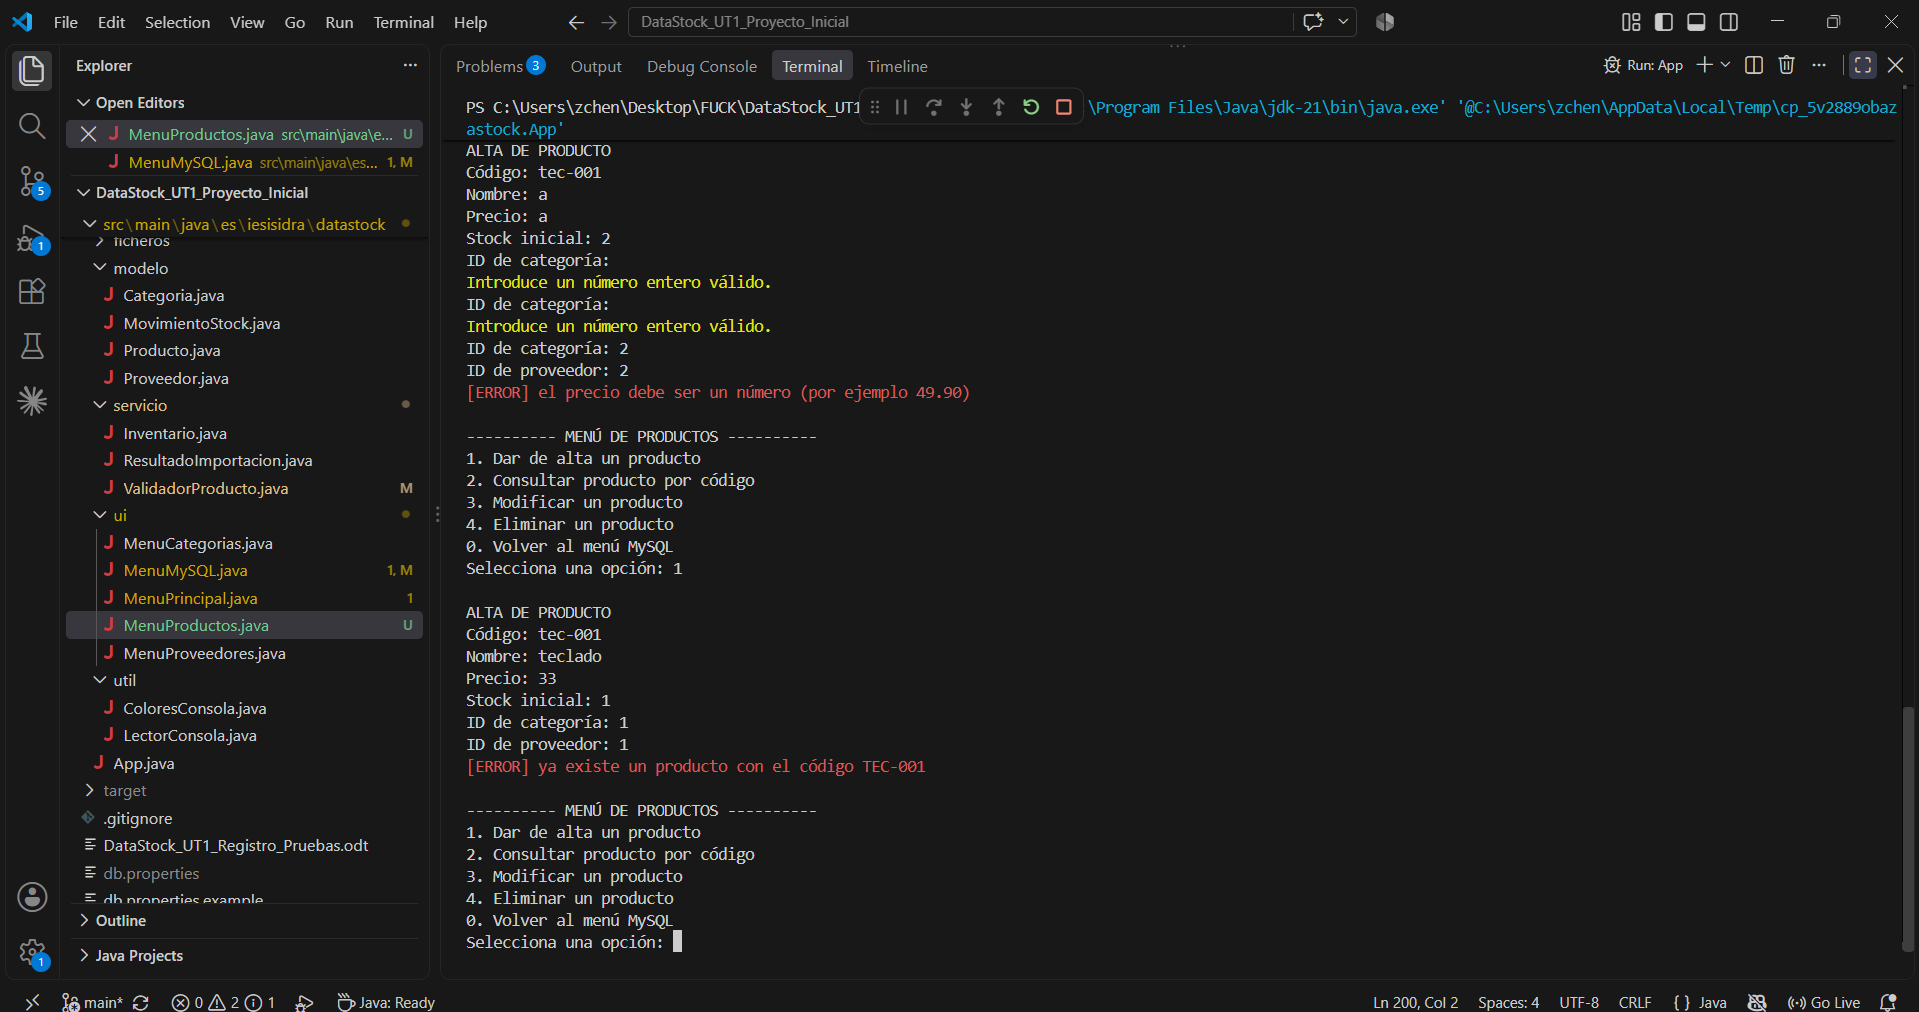 File Edit Selection View Go Run Terminal Help
DataStock_UT1_Proyecto_Inicial
Explorer
Open Editors
MenuProductos.java src\main\java\e... U
MenuMySQL.java src\main\java\es... 1, M
DataStock_UT1_Proyecto_Inicial
src\main\java\es\iesisidra\datastock
ficheros
modelo
Categoria.java
MovimientoStock.java
Producto.java
Proveedor.java
servicio
Inventario.java
ResultadoImportacion.java
ValidadorProducto.java M
ui
MenuCategorias.java
MenuMySQL.java 1, M
MenuPrincipal.java 1
MenuProductos.java U
MenuProveedores.java
util
ColoresConsola.java
LectorConsola.java
App.java
target
.gitignore
DataStock_UT1_Registro_Pruebas.odt
db.properties
db.properties.example
Outline
Java Projects
5
1
1
Problems 3 Output Debug Console Terminal Timeline
Run: App
PS C:\Users\zchen\Desktop\FUCK\DataStock_UT1 \Program Files\Java\jdk-21\bin\java.exe' '@C:\Users\zchen\AppData\Local\Temp\cp_5v2889obaz
astock.App'
ALTA DE PRODUCTO
Código: tec-001
Nombre: a
Precio: a
Stock inicial: 2
ID de categoría:
Introduce un número entero válido.
ID de categoría:
Introduce un número entero válido.
ID de categoría: 2
ID de proveedor: 2
[ERROR] el precio debe ser un número (por ejemplo 49.90)
---------- MENÚ DE PRODUCTOS ----------
1. Dar de alta un producto
2. Consultar producto por código
3. Modificar un producto
4. Eliminar un producto
0. Volver al menú MySQL
Selecciona una opción: 1
ALTA DE PRODUCTO
Código: tec-001
Nombre: teclado
Precio: 33
Stock inicial: 1
ID de categoría: 1
ID de proveedor: 1
[ERROR] ya existe un producto con el código TEC-001
---------- MENÚ DE PRODUCTOS ----------
1. Dar de alta un producto
2. Consultar producto por código
3. Modificar un producto
4. Eliminar un producto
0. Volver al menú MySQL
Selecciona una opción:
main* 0 2 1 Java: Ready
Ln 200, Col 2 Spaces: 4 UTF-8 CRLF { } Java Go Live